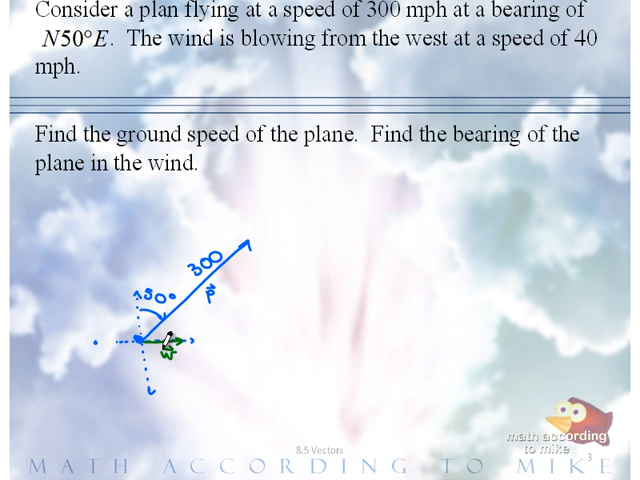 Consider a plan flying at a speed of 300 mph at a bearing of
N50°E. The wind is blowing from the west at a speed of 40
mph.
Find the ground speed of the plane. Find the bearing of the
plane in the wind.
300
50°
p
w
8.5 Vectors
math according
to mike
3
MATH ACCORDING TO MIKE